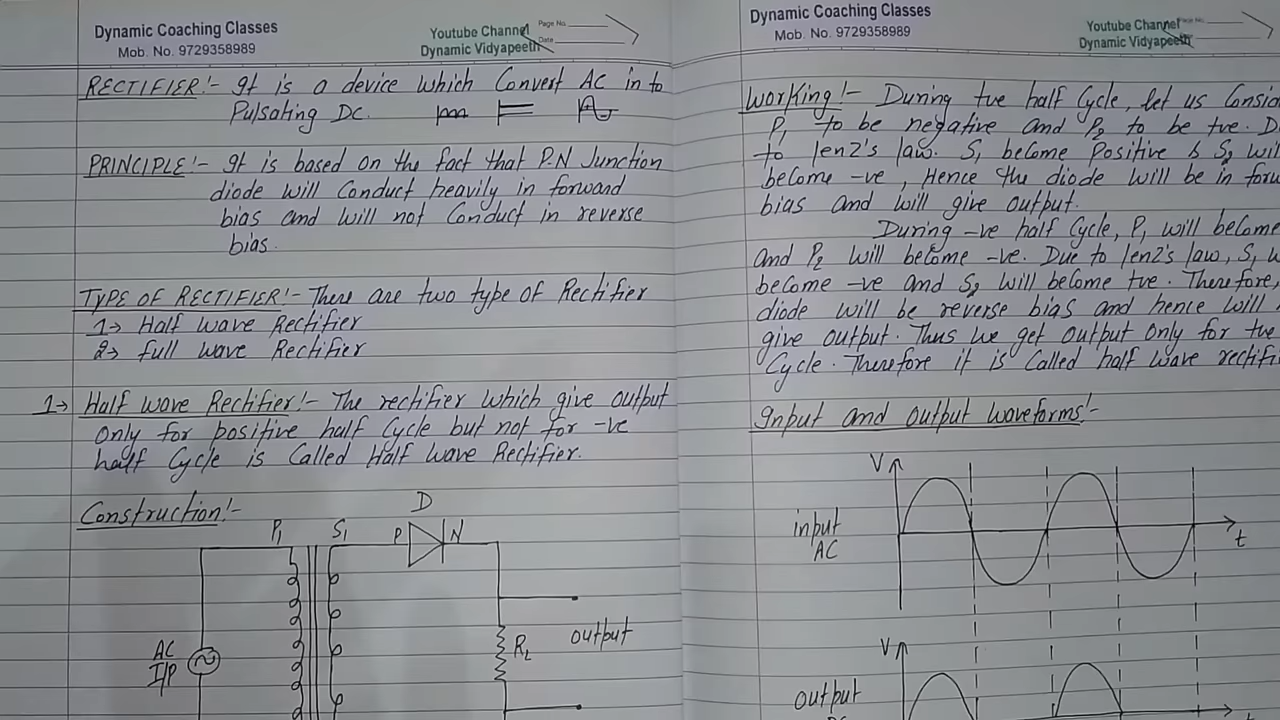 Dynamic Coaching Classes
Mob. No. 9729358989
Youtube Channel
Dynamic Vidyapeeth
Page No.
Date
RECTIFIER:- It is a device which Convert AC in to
Pulsating DC.
PRINCIPLE:- It is based on the fact that P.N Junction
diode will Conduct heavily in forward
bias and will not Conduct in reverse
bias.
TYPE OF RECTIFIER:- There are two type of Rectifier
1→ Half wave Rectifier
2→ full wave Rectifier
1→ Half wave Rectifier:- The rectifier which give output
Only for positive half Cycle but not for -ve
half Cycle is Called Half wave Rectifier.
Construction:-
D
P1 S1 P N
AC
I/P
RL
output
Dynamic Coaching Classes
Mob. No. 9729358989
Youtube Channel
Dynamic Vidyapeeth
Working:- During +ve half Cycle, let us Consid
P1 to be negative and P2 to be +ve. D
to lenz's law. S1 become Positive & S2 wil
become -ve, Hence the diode will be in forw
bias and will give output.
During -ve half Cycle, P1 will become
and P2 will become -ve. Due to lenz's law, S1 w
become -ve and S2 will become +ve. Therefore,
diode will be reverse bias and hence will
give output. Thus we get output Only for +ve
Cycle. Therefore it is Called half wave rectifi
Input and output waveforms:-
V
input
AC
t
V
output